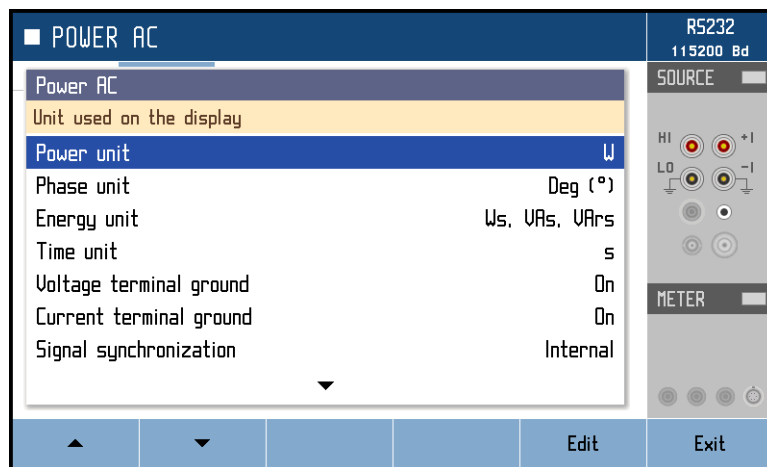 POWER AC
RS232
115200 Bd
Power AC
Unit used on the display
Power unit W
Phase unit Deg (°)
Energy unit Ws, VAs, VArs
Time unit s
Voltage terminal ground On
Current terminal ground On
Signal synchronization Internal
SOURCE
HI +I
LO -I
METER
Edit
Exit